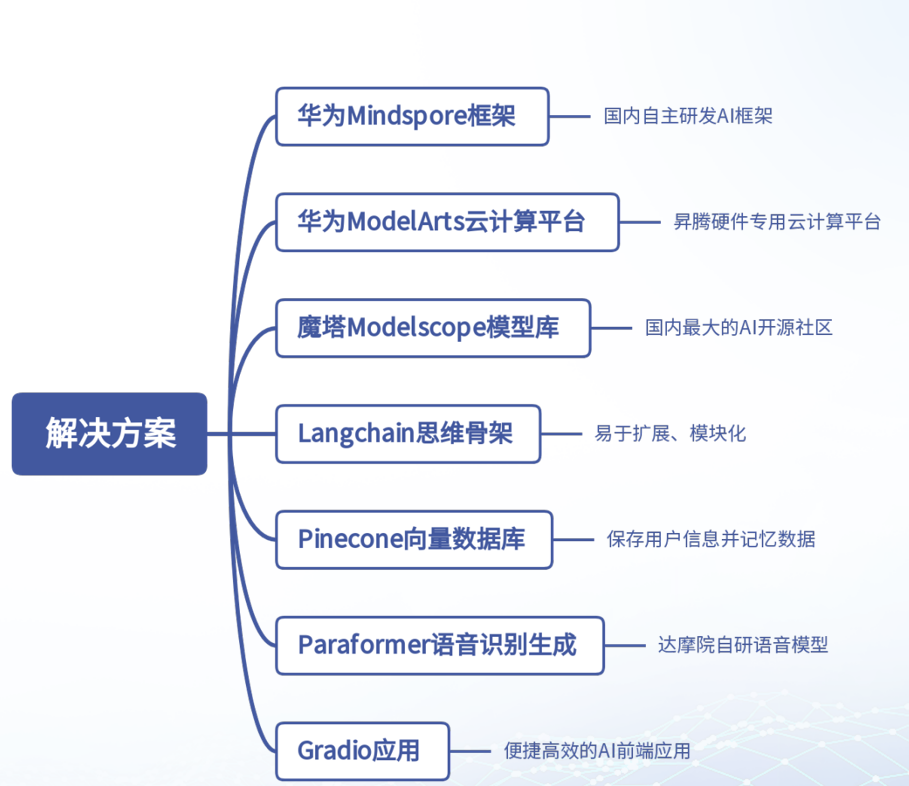 华为Mindspore框架
国内自主研发AI框架
华为ModelArts云计算平台
昇腾硬件专用云计算平台
魔塔Modelscope模型库
国内最大的AI开源社区
解决方案
Langchain思维骨架
易于扩展、模块化
Pinecone向量数据库
保存用户信息并记忆数据
Paraformer语音识别生成
达摩院自研语音模型
Gradio应用
便捷高效的AI前端应用